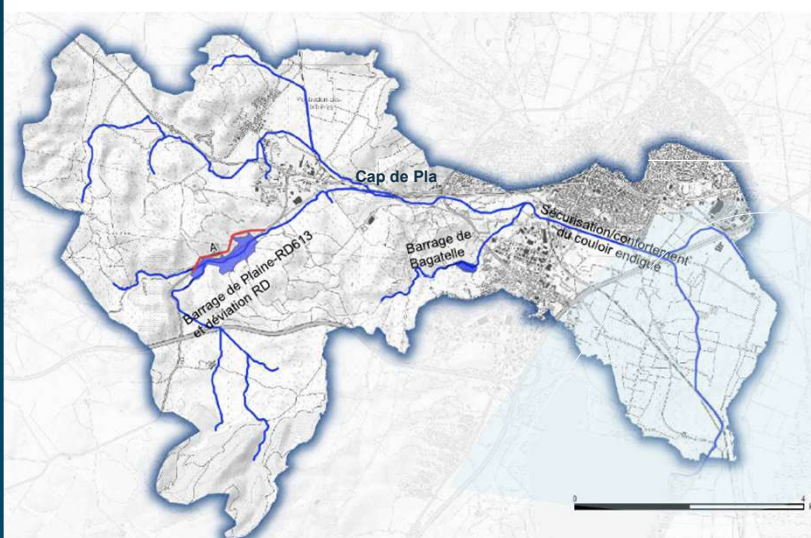 Cap de Pla
Sécurisation/confortement
du couloir endigué
Barrage de
Bagatelle
A
Barrage de Plaine-RD613
et déviation RD
0
4